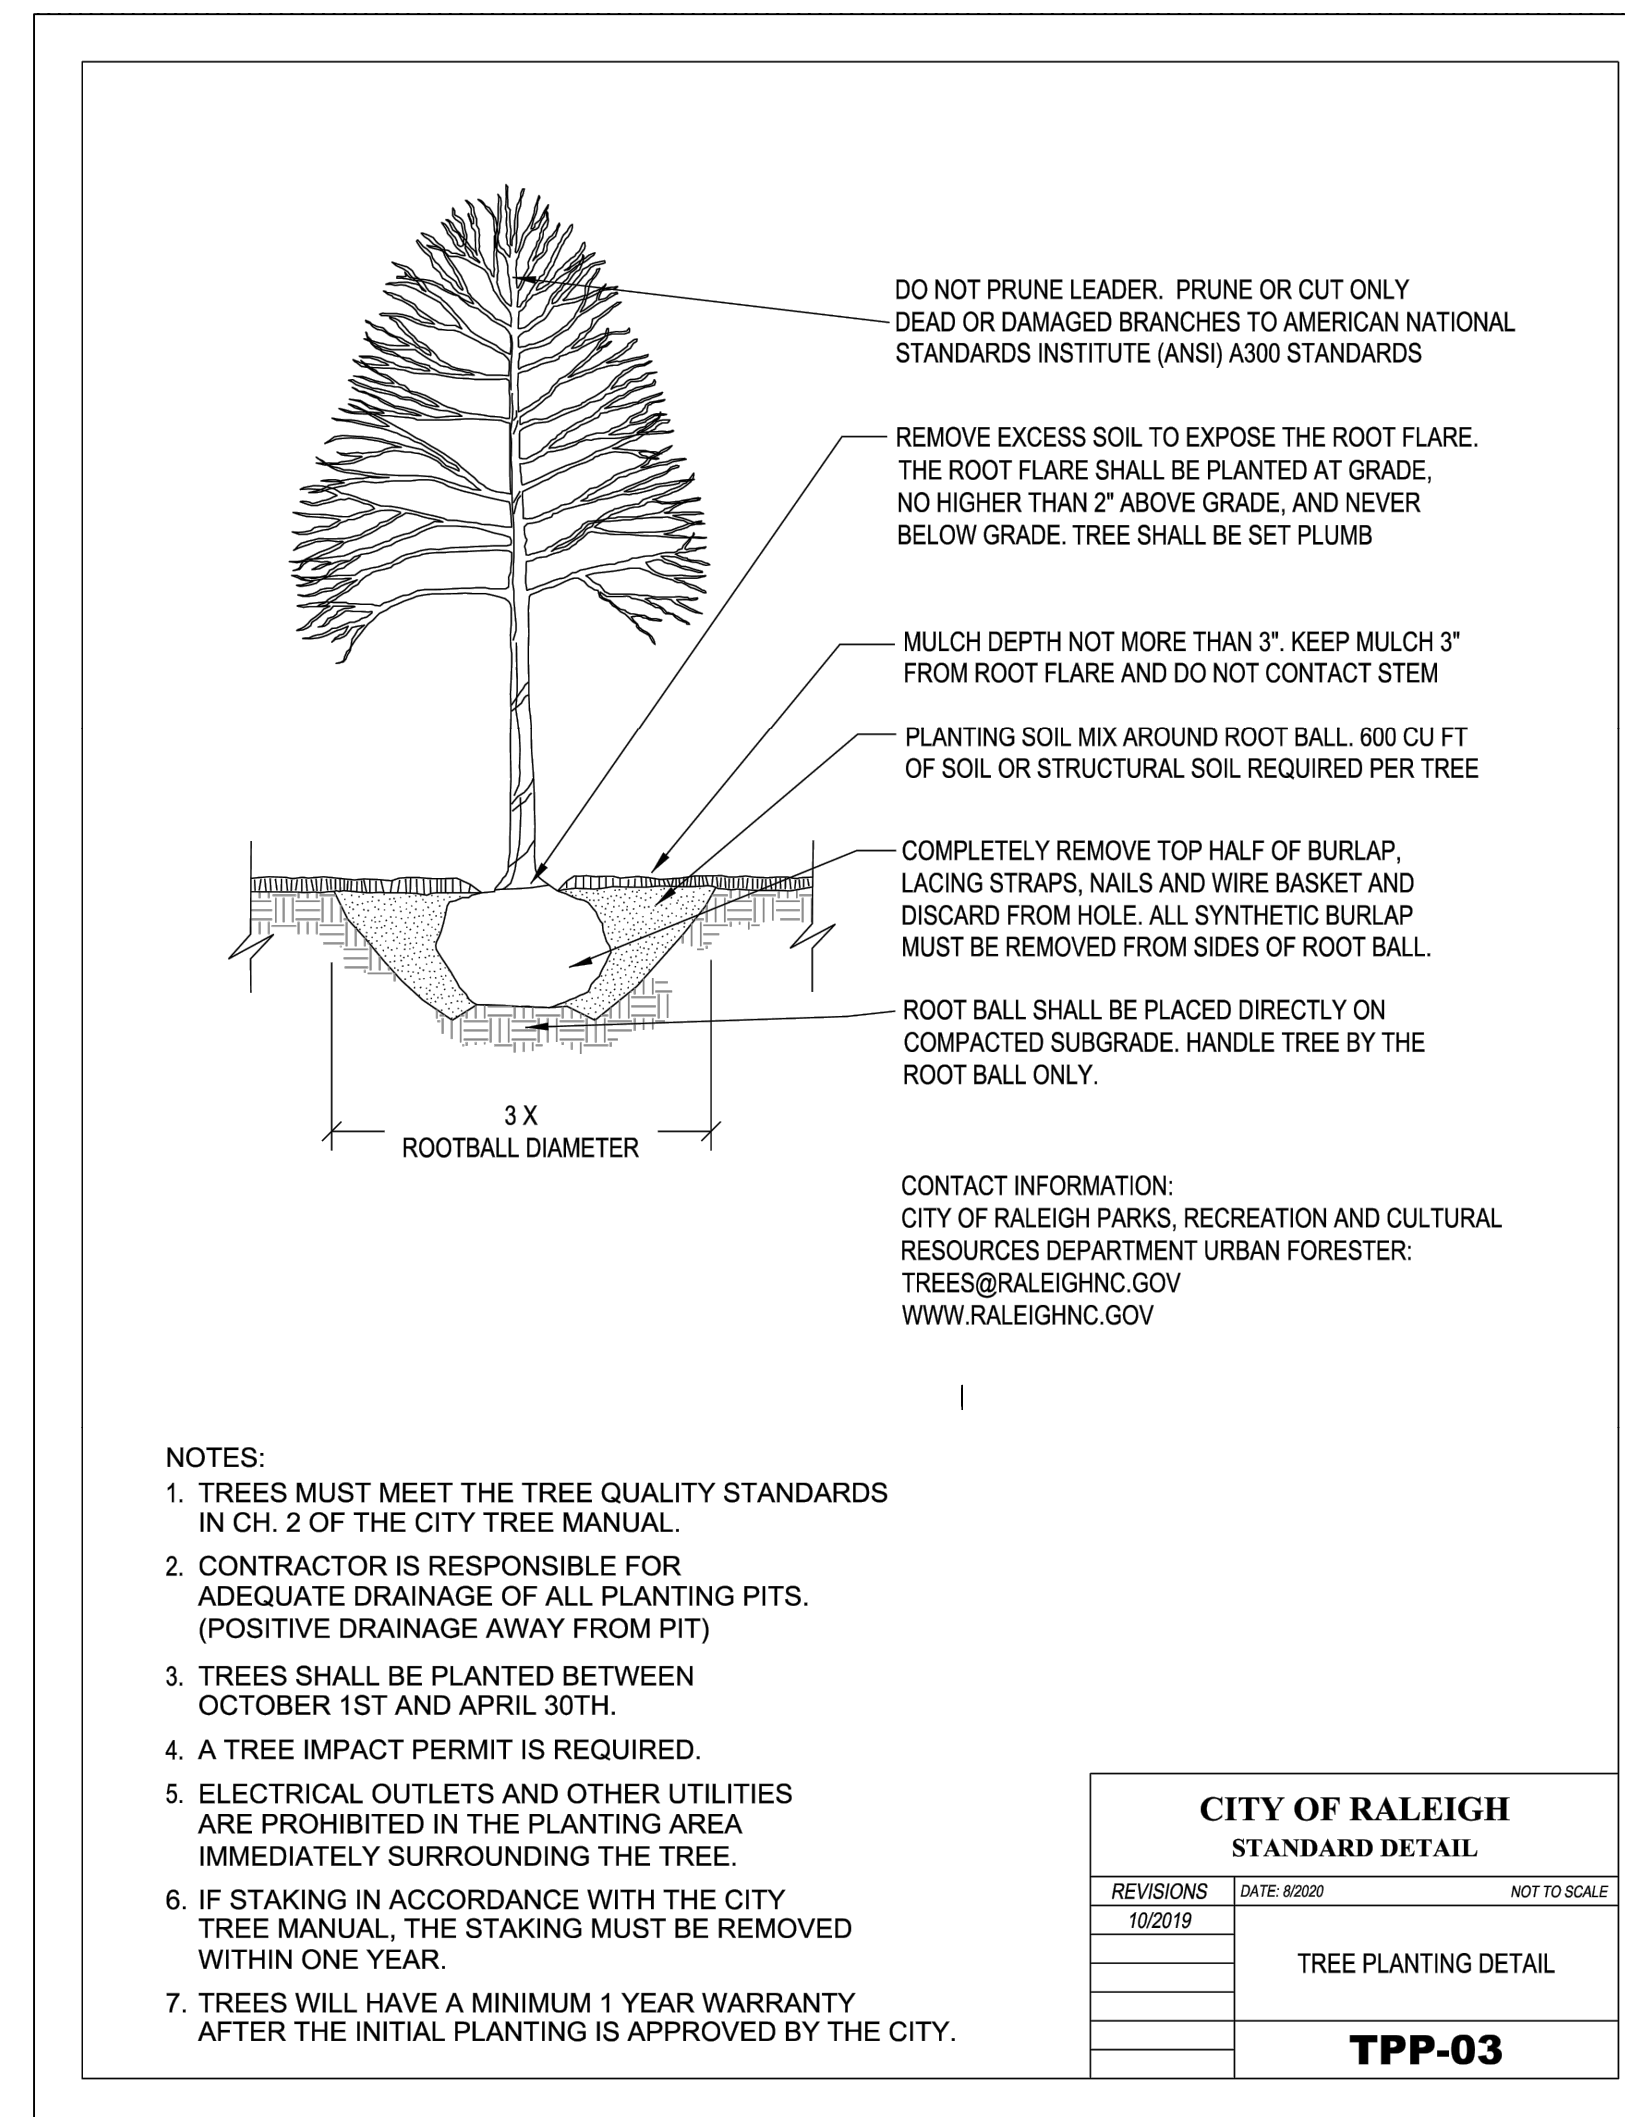 DO NOT PRUNE LEADER. PRUNE OR CUT ONLY
DEAD OR DAMAGED BRANCHES TO AMERICAN NATIONAL
STANDARDS INSTITUTE (ANSI) A300 STANDARDS
REMOVE EXCESS SOIL TO EXPOSE THE ROOT FLARE.
THE ROOT FLARE SHALL BE PLANTED AT GRADE,
NO HIGHER THAN 2" ABOVE GRADE, AND NEVER
BELOW GRADE. TREE SHALL BE SET PLUMB
MULCH DEPTH NOT MORE THAN 3". KEEP MULCH 3"
FROM ROOT FLARE AND DO NOT CONTACT STEM
PLANTING SOIL MIX AROUND ROOT BALL. 600 CU FT
OF SOIL OR STRUCTURAL SOIL REQUIRED PER TREE
COMPLETELY REMOVE TOP HALF OF BURLAP,
LACING STRAPS, NAILS AND WIRE BASKET AND
DISCARD FROM HOLE. ALL SYNTHETIC BURLAP
MUST BE REMOVED FROM SIDES OF ROOT BALL.
ROOT BALL SHALL BE PLACED DIRECTLY ON
COMPACTED SUBGRADE. HANDLE TREE BY THE
ROOT BALL ONLY.
3 X
ROOTBALL DIAMETER
CONTACT INFORMATION:
CITY OF RALEIGH PARKS, RECREATION AND CULTURAL
RESOURCES DEPARTMENT URBAN FORESTER:
TREES@RALEIGHNC.GOV
WWW.RALEIGHNC.GOV
NOTES:
1. TREES MUST MEET THE TREE QUALITY STANDARDS
IN CH. 2 OF THE CITY TREE MANUAL.
2. CONTRACTOR IS RESPONSIBLE FOR
ADEQUATE DRAINAGE OF ALL PLANTING PITS.
(POSITIVE DRAINAGE AWAY FROM PIT)
3. TREES SHALL BE PLANTED BETWEEN
OCTOBER 1ST AND APRIL 30TH.
4. A TREE IMPACT PERMIT IS REQUIRED.
5. ELECTRICAL OUTLETS AND OTHER UTILITIES
ARE PROHIBITED IN THE PLANTING AREA
IMMEDIATELY SURROUNDING THE TREE.
6. IF STAKING IN ACCORDANCE WITH THE CITY
TREE MANUAL, THE STAKING MUST BE REMOVED
WITHIN ONE YEAR.
7. TREES WILL HAVE A MINIMUM 1 YEAR WARRANTY
AFTER THE INITIAL PLANTING IS APPROVED BY THE CITY.
CITY OF RALEIGH
STANDARD DETAIL
REVISIONS DATE: 8/2020 NOT TO SCALE
10/2019
TREE PLANTING DETAIL
TPP-03